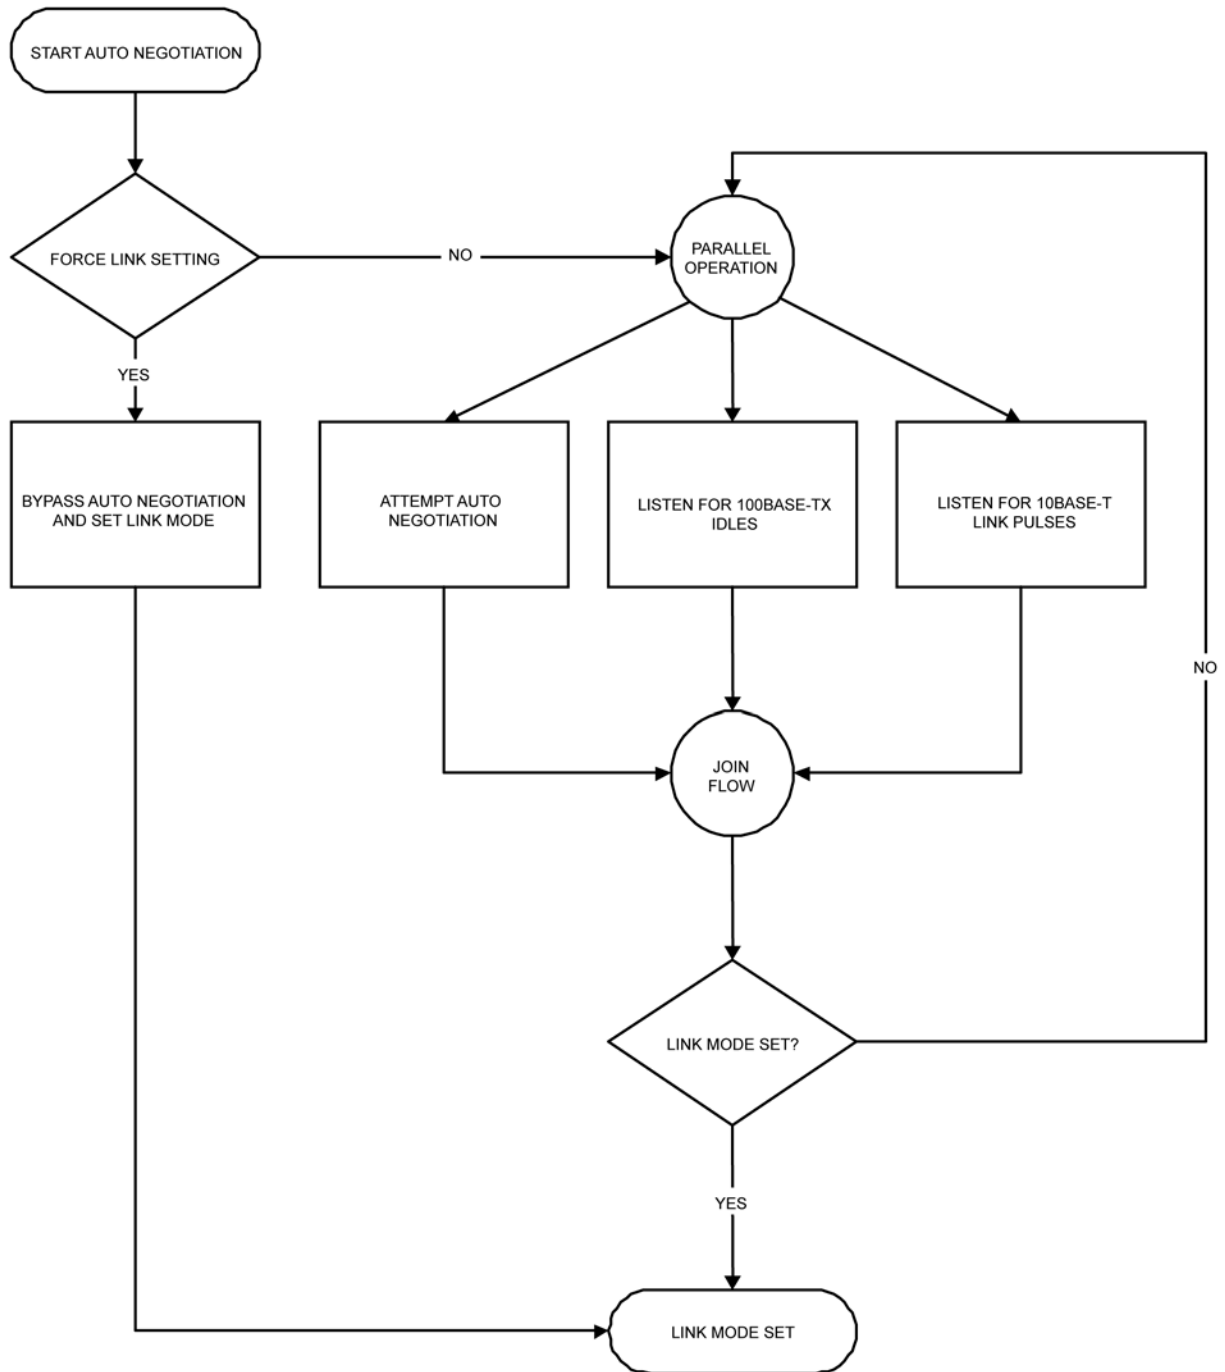 START AUTO NEGOTIATION
FORCE LINK SETTING
NO
PARALLEL
OPERATION
YES
BYPASS AUTO NEGOTIATION
AND SET LINK MODE
ATTEMPT AUTO
NEGOTIATION
LISTEN FOR 100BASE-TX
IDLES
LISTEN FOR 10BASE-T
LINK PULSES
NO
JOIN
FLOW
LINK MODE SET?
YES
LINK MODE SET